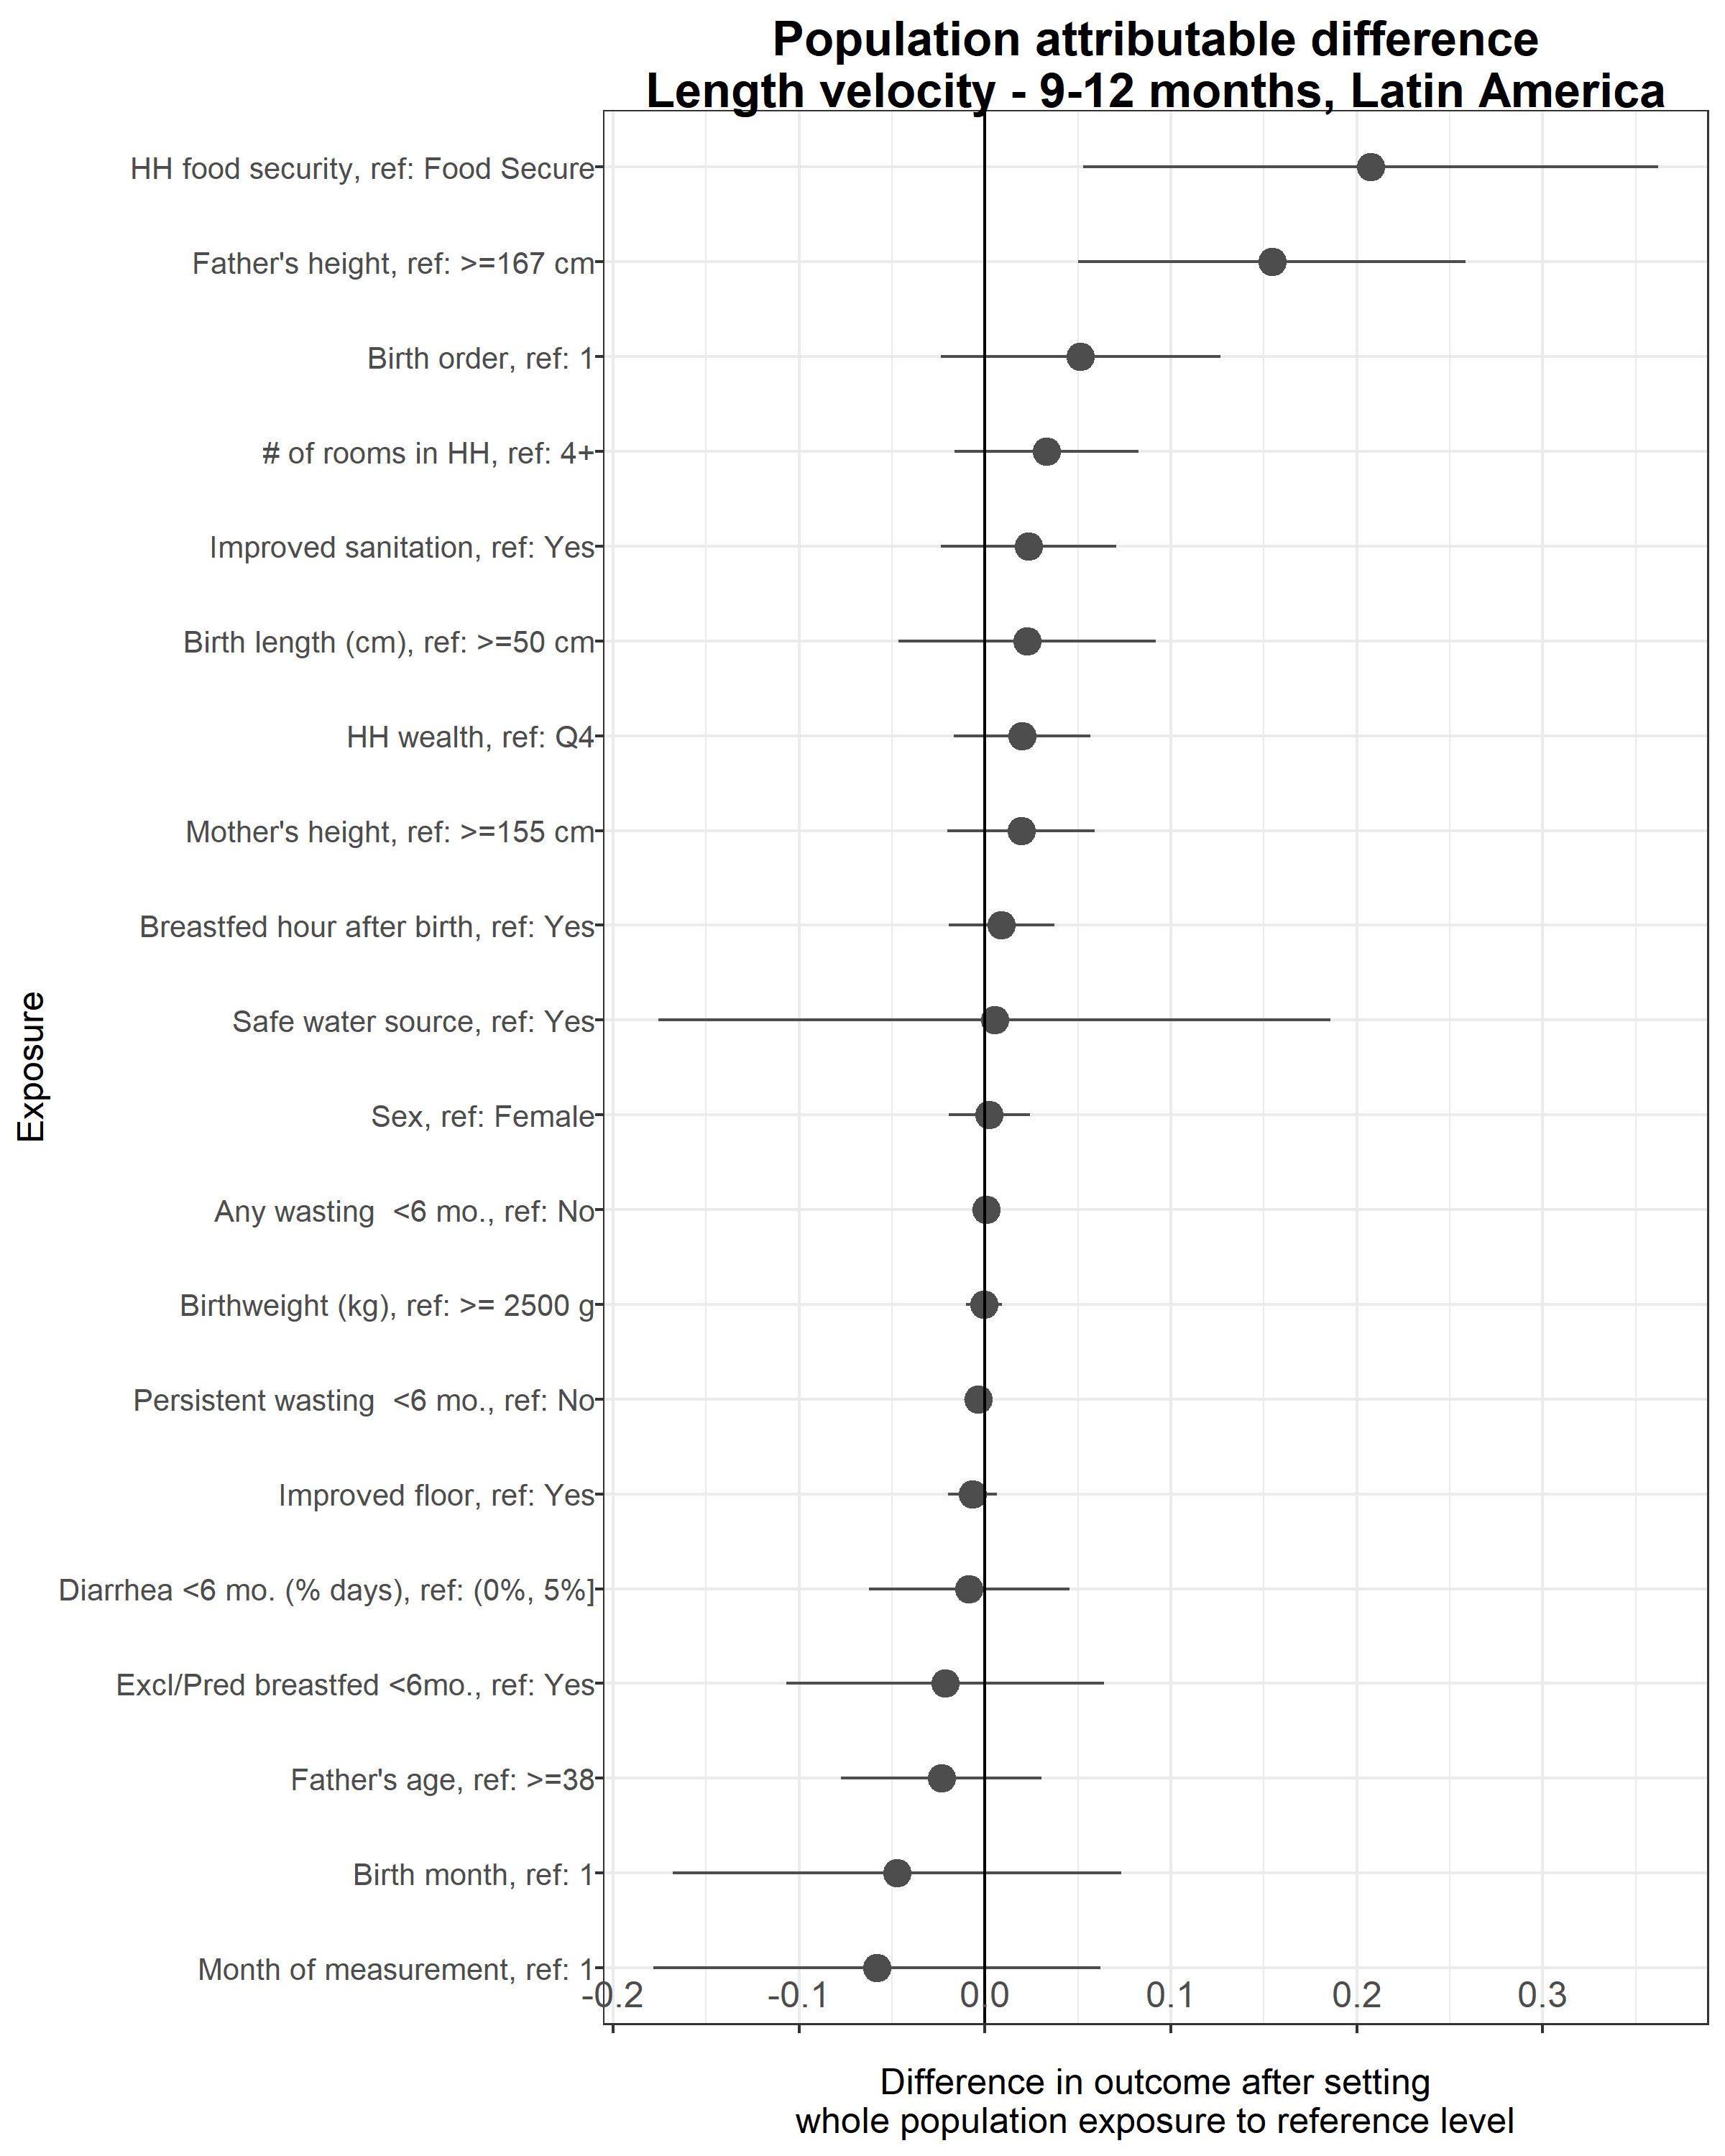 Population attributable difference
Length velocity - 9-12 months, Latin America
HH food security, ref: Food Secure
Father's height, ref: >=167 cm
Birth order, ref: 1
# of rooms in HH, ref: 4+
Improved sanitation, ref: Yes
Birth length (cm), ref: >=50 cm
HH wealth, ref: Q4
Mother's height, ref: >=155 cm
Breastfed hour after birth, ref: Yes
Safe water source, ref: Yes
Sex, ref: Female
Any wasting  <6 mo., ref: No
Birthweight (kg), ref: >= 2500 g
Persistent wasting  <6 mo., ref: No
Improved floor, ref: Yes
Diarrhea <6 mo. (% days), ref: (0%, 5%]
Excl/Pred breastfed <6mo., ref: Yes
Father's age, ref: >=38
Birth month, ref: 1
Month of measurement, ref: 1
Exposure
-0.2 -0.1 0.0 0.1 0.2 0.3
Difference in outcome after setting
whole population exposure to reference level